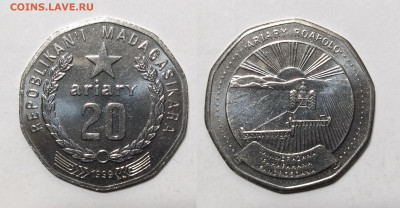 COINS.LAVE.RU
REPOBLIKAN'I MADAGASIKARA
ariary
20
1999
ARIARY ROAPOLO